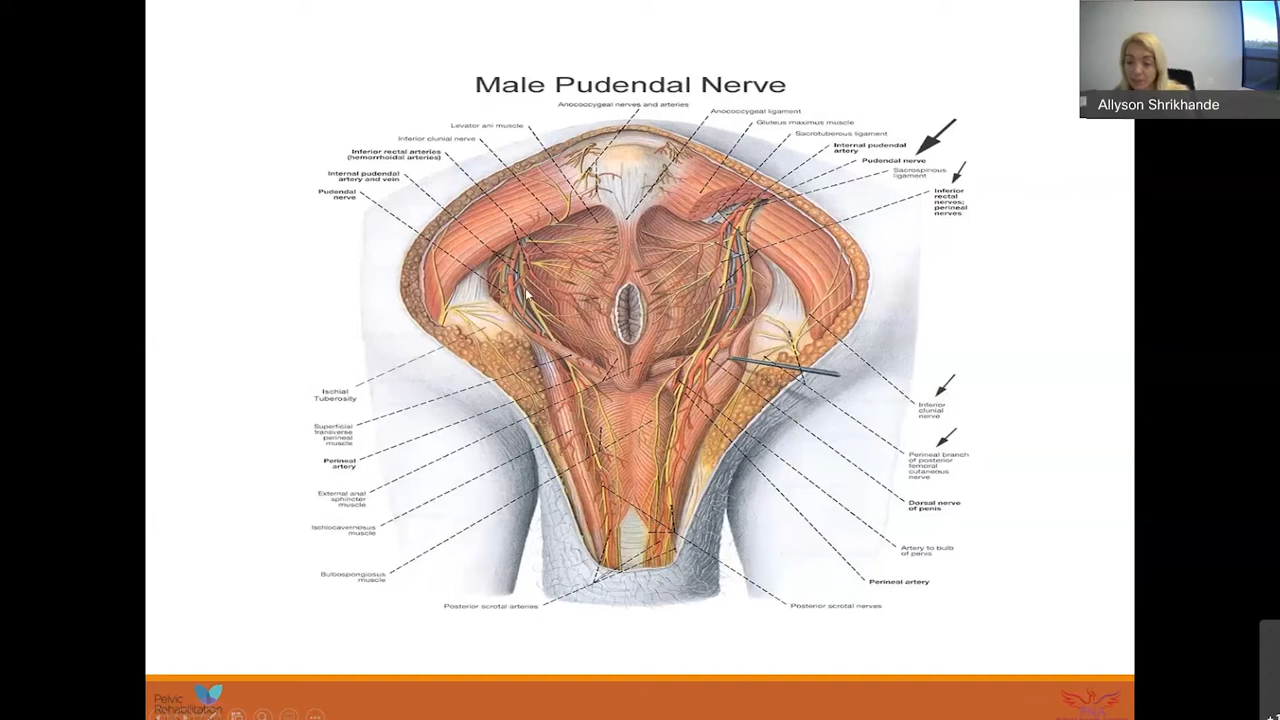 Allyson Shrikhande
Male Pudendal Nerve
Anococcygeal nerves and arteries
Levator ani muscle
Inferior clunial nerve
Inferior rectal arteries
(hemorrhoidal arteries)
Internal pudendal
artery and vein
Pudendal
nerve
Anococcygeal ligament
Gluteus maximus muscle
Sacrotuberous ligament
Internal pudendal
artery
Pudendal nerve
Sacrospinous
ligament
Inferior
rectal
nerves;
perineal
nerves
Ischial
Tuberosity
Superficial
transverse
perineal
muscle
Perineal
artery
External anal
sphincter
muscle
Ischiocavernosus
muscle
Bulbospongiosus
muscle
Posterior scrotal arteries
Inferior
clunial
nerve
Perineal branch
of posterior
femoral
cutaneous
nerve
Dorsal nerve
of penis
Artery to bulb
of penis
Perineal artery
Posterior scrotal nerves
Pelvic
Rehabilitation